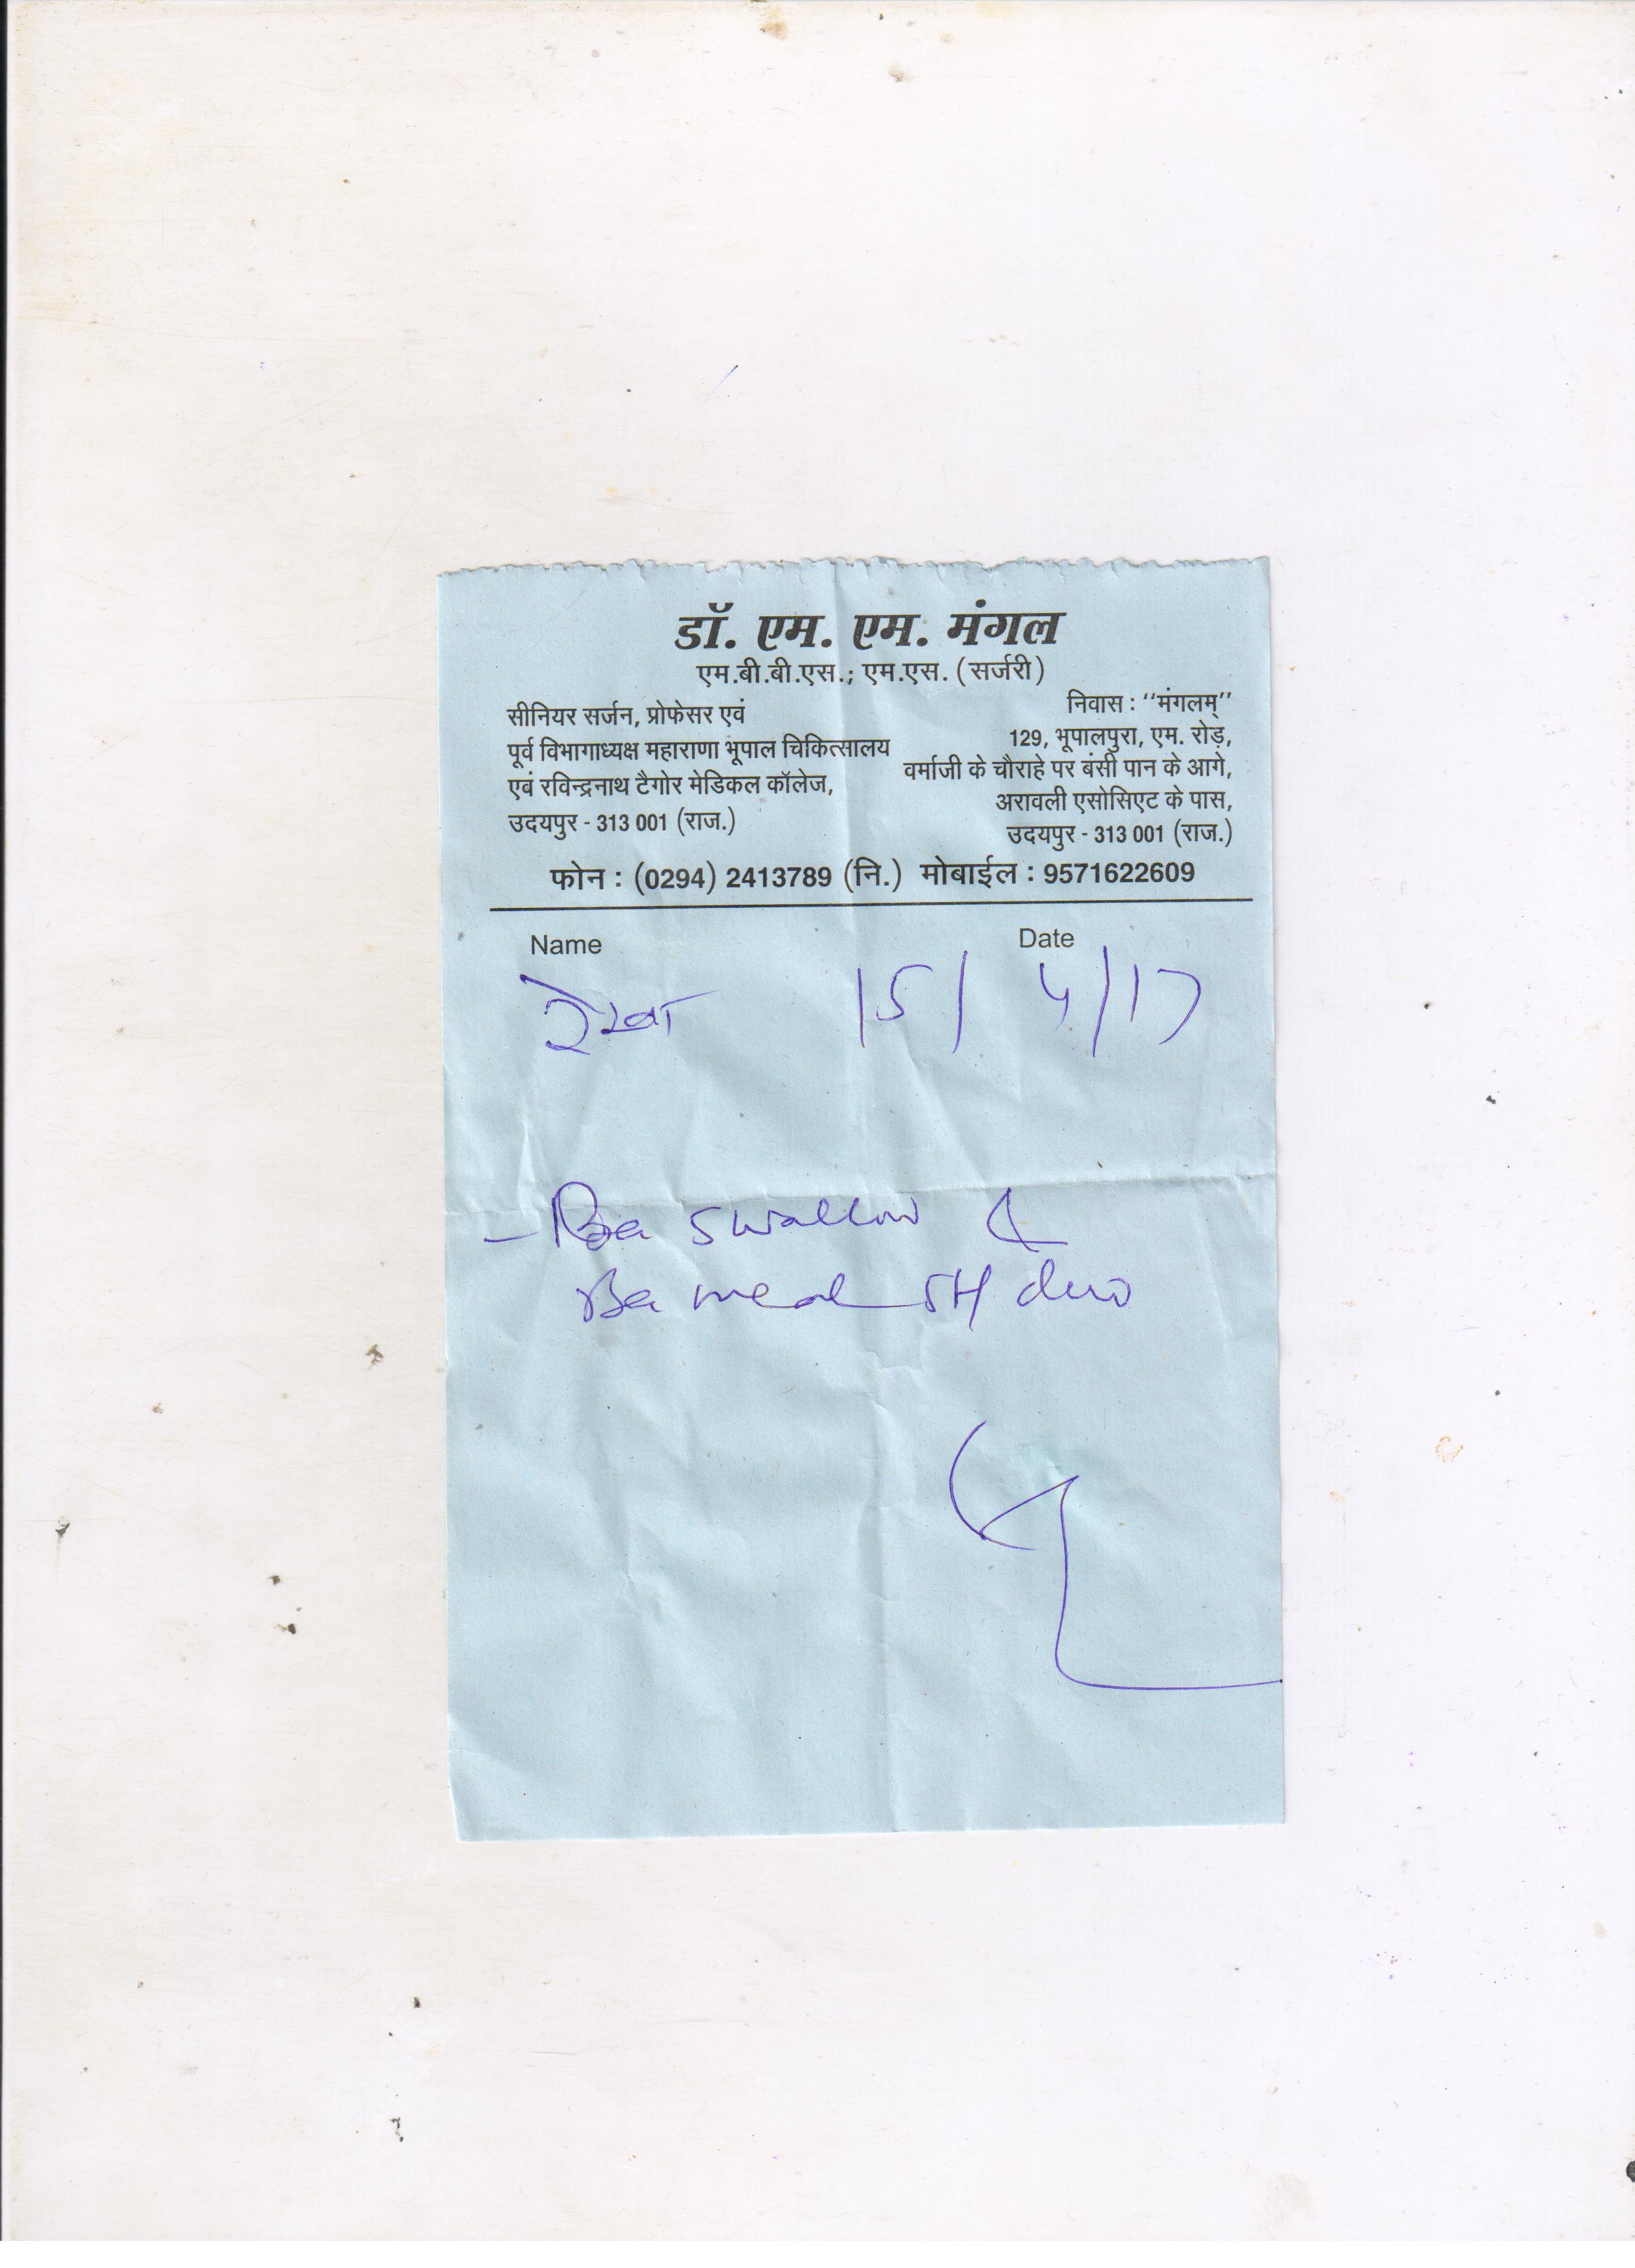 डॉ. एम. एम. मंगल
एम.बी.बी.एस.; एम.एस. (सर्जरी)
सीनियर सर्जन, प्रोफेसर एवं
पूर्व विभागाध्यक्ष महाराणा भूपाल चिकित्सालय
एवं रविन्द्रनाथ टैगोर मेडिकल कॉलेज,
उदयपुर - 313 001 (राज.)
निवास : ‘‘मंगलम्’’
129, भूपालपुरा, एम. रोड़,
वर्माजी के चौराहे पर बंसी पान के आगे,
अरावली एसोसिएट के पास,
उदयपुर - 313 001 (राज.)
फोन : (0294) 2413789 (नि.) मोबाईल : 9571622609
Name Date
रेखा 15/ 4/17
- Ba swallow &
Ba meal